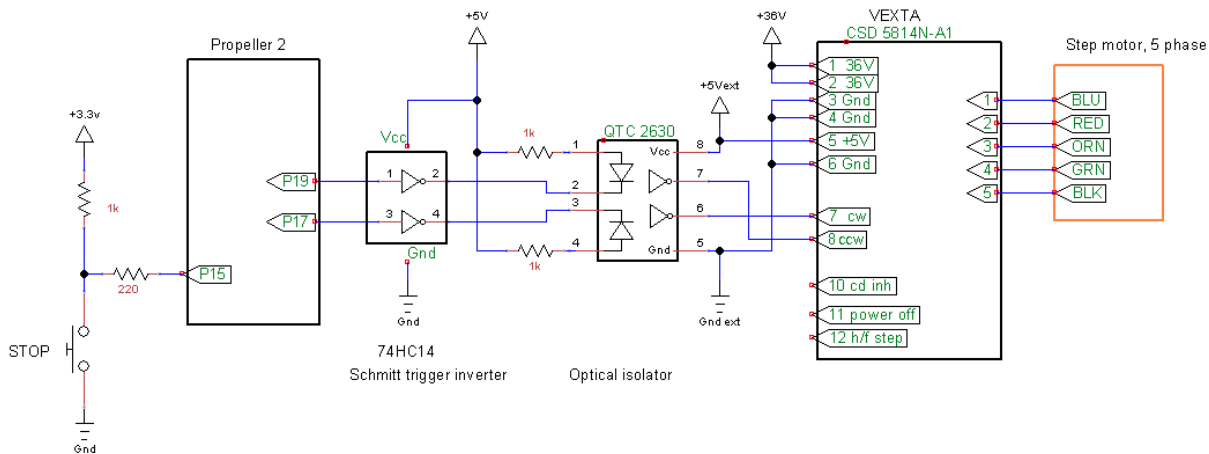 +5V
+36V
VEXTA
CSD 5814N-A1
Propeller 2
Step motor, 5 phase
1 36V
2 36V
3 Gnd
4 Gnd
5 +5V
6 Gnd
7 cw
8 ccw
10 cd inh
11 power off
12 h/f step
1
2
3
4
5
BLU
RED
ORN
GRN
BLK
+5Vext
+3.3v
1k
220
STOP
Gnd
P19
P17
P15
Vcc
1
2
3
4
Gnd
Gnd
74HC14
Schmitt trigger inverter
1k
1k
QTC 2630
1
2
3
4
Vcc
8
7
6
Gnd
5
Gnd ext
Optical isolator